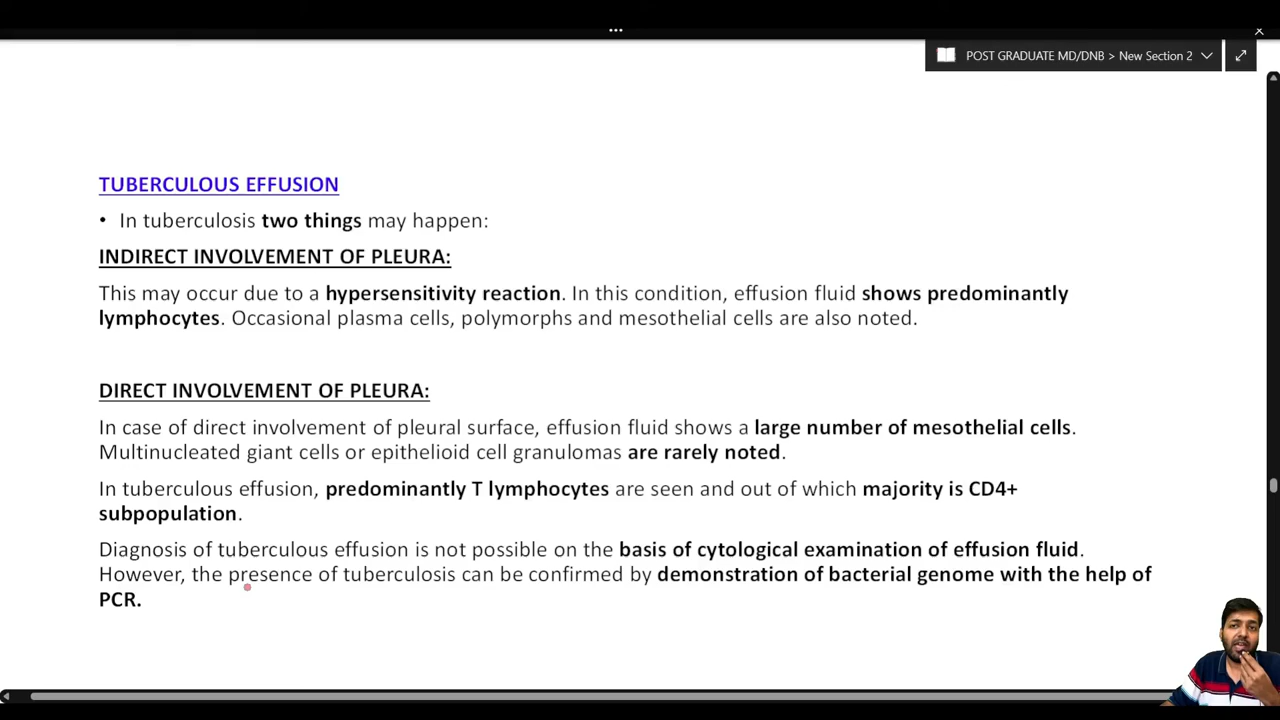 POST GRADUATE MD/DNB > New Section 2
TUBERCULOUS EFFUSION
• In tuberculosis two things may happen:
INDIRECT INVOLVEMENT OF PLEURA:
This may occur due to a hypersensitivity reaction. In this condition, effusion fluid shows predominantly
lymphocytes. Occasional plasma cells, polymorphs and mesothelial cells are also noted.
DIRECT INVOLVEMENT OF PLEURA:
In case of direct involvement of pleural surface, effusion fluid shows a large number of mesothelial cells.
Multinucleated giant cells or epithelioid cell granulomas are rarely noted.
In tuberculous effusion, predominantly T lymphocytes are seen and out of which majority is CD4+
subpopulation.
Diagnosis of tuberculous effusion is not possible on the basis of cytological examination of effusion fluid.
However, the presence of tuberculosis can be confirmed by demonstration of bacterial genome with the help of
PCR.